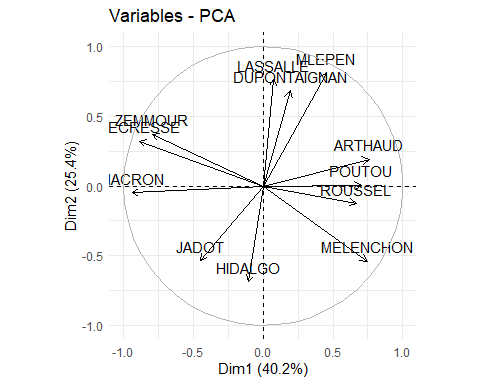 Variables - PCA
1.0
MLEPEN
LASSALLE
DUPONTAIGNAN
0.5
ZEMMOUR
ECRESSE
ARTHAUD
POUTOU
0.0
ACRON
ROUSSEL
-0.5
JADOT
MELENCHON
HIDALGO
-1.0
Dim2 (25.4%)
-1.0 -0.5 0.0 0.5 1.0
Dim1 (40.2%)